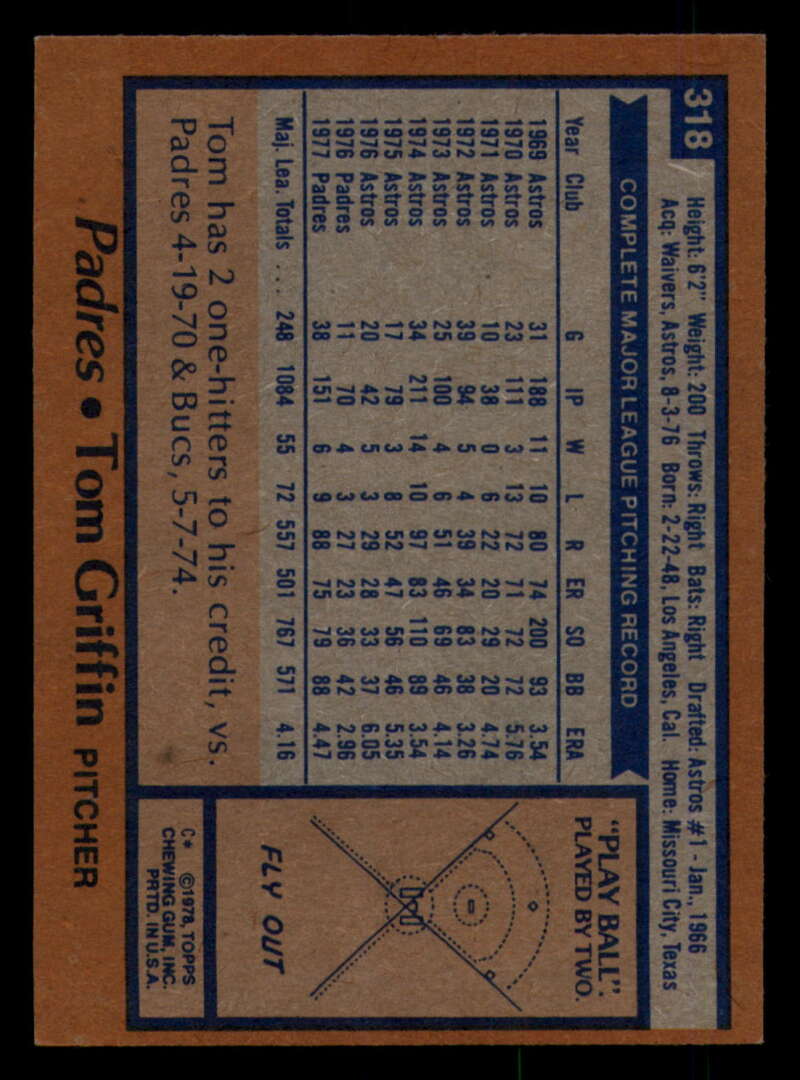 318
Height: 6'2" Weight: 200 Throws: Right Bats: Right Drafted: Astros #1 - Jan., 1966
Acq: Waivers, Astros, 8-3-76 Born: 2-22-48, Los Angeles, Cal. Home: Missouri City, Texas
COMPLETE MAJOR LEAGUE PITCHING RECORD
Year Club G IP W L R ER SO BB ERA
1969 Astros 31 188 11 10 80 74 200 93 3.54
1970 Astros 23 111 3 13 72 71 72 72 5.76
1971 Astros 10 38 0 6 22 20 29 20 4.74
1972 Astros 39 94 5 4 39 34 83 38 3.26
1973 Astros 25 100 4 6 51 46 69 46 4.14
1974 Astros 34 211 14 10 97 83 110 89 3.54
1975 Astros 17 79 3 8 52 47 56 46 5.35
1976 Astros 20 42 5 3 29 28 33 37 6.05
1976 Padres 11 70 4 3 27 23 36 42 2.96
1977 Padres 38 151 6 9 88 75 79 88 4.47
Maj. Lea. Totals ... 248 1084 55 72 557 501 767 571 4.16
Tom has 2 one-hitters to his credit, vs.
Padres 4-19-70 & Bucs, 5-7-74.
"PLAY BALL".
PLAYED BY TWO.
FLY OUT
C* ©1978, TOPPS
CHEWING GUM, INC.
PRTD. IN U.S.A.
Padres • Tom Griffin PITCHER